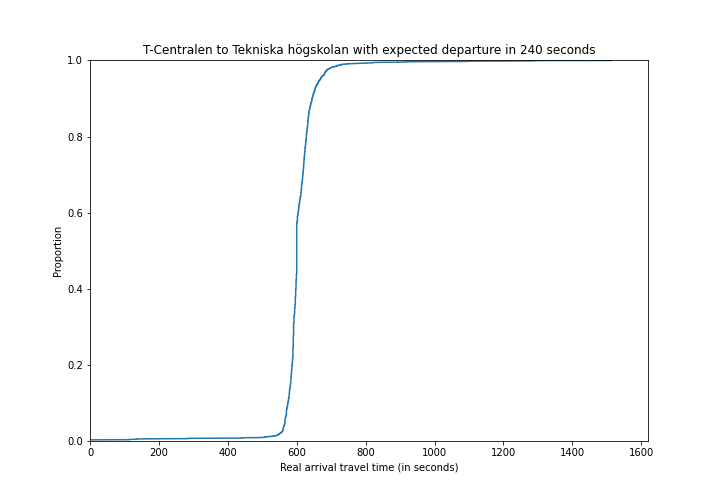 T-Centralen to Tekniska högskolan with expected departure in 240 seconds
1.0
0.8
0.6
0.4
0.2
0.0
Proportion
0 200 400 600 800 1000 1200 1400 1600
Real arrival travel time (in seconds)